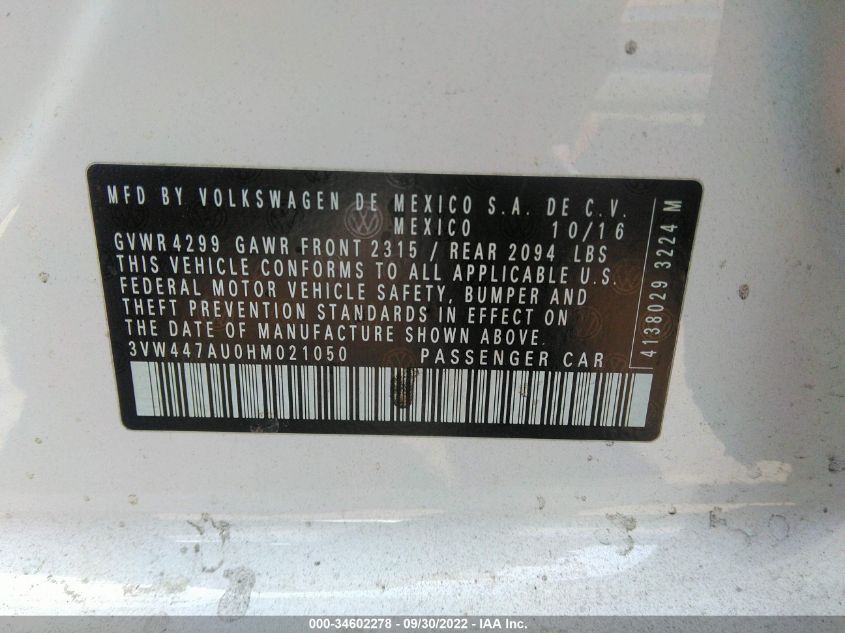 MFD BY VOLKSWAGEN DE MEXICO S.A. DE C.V.
MEXICO 10/16
GVWR 4299 GAWR FRONT 2315 / REAR 2094 LBS
THIS VEHICLE CONFORMS TO ALL APPLICABLE U.S.
FEDERAL MOTOR VEHICLE SAFETY, BUMPER AND
THEFT PREVENTION STANDARDS IN EFFECT ON
THE DATE OF MANUFACTURE SHOWN ABOVE.
3VW447AU0HM021050 PASSENGER CAR
4138029 3224 M
000-34602278 - 09/30/2022 - IAA Inc.